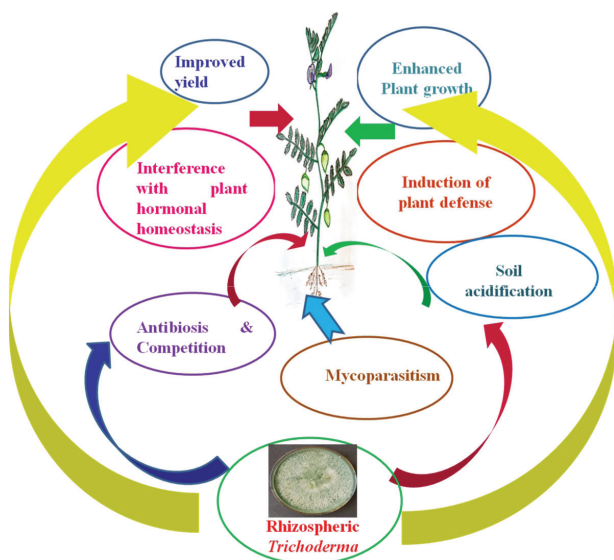 Improved
yield
Enhanced
Plant growth
Interference
with plant
hormonal
homeostasis
Induction of
plant defense
Soil
acidification
Antibiosis &
Competition
Mycoparasitism
Rhizospheric
Trichoderma